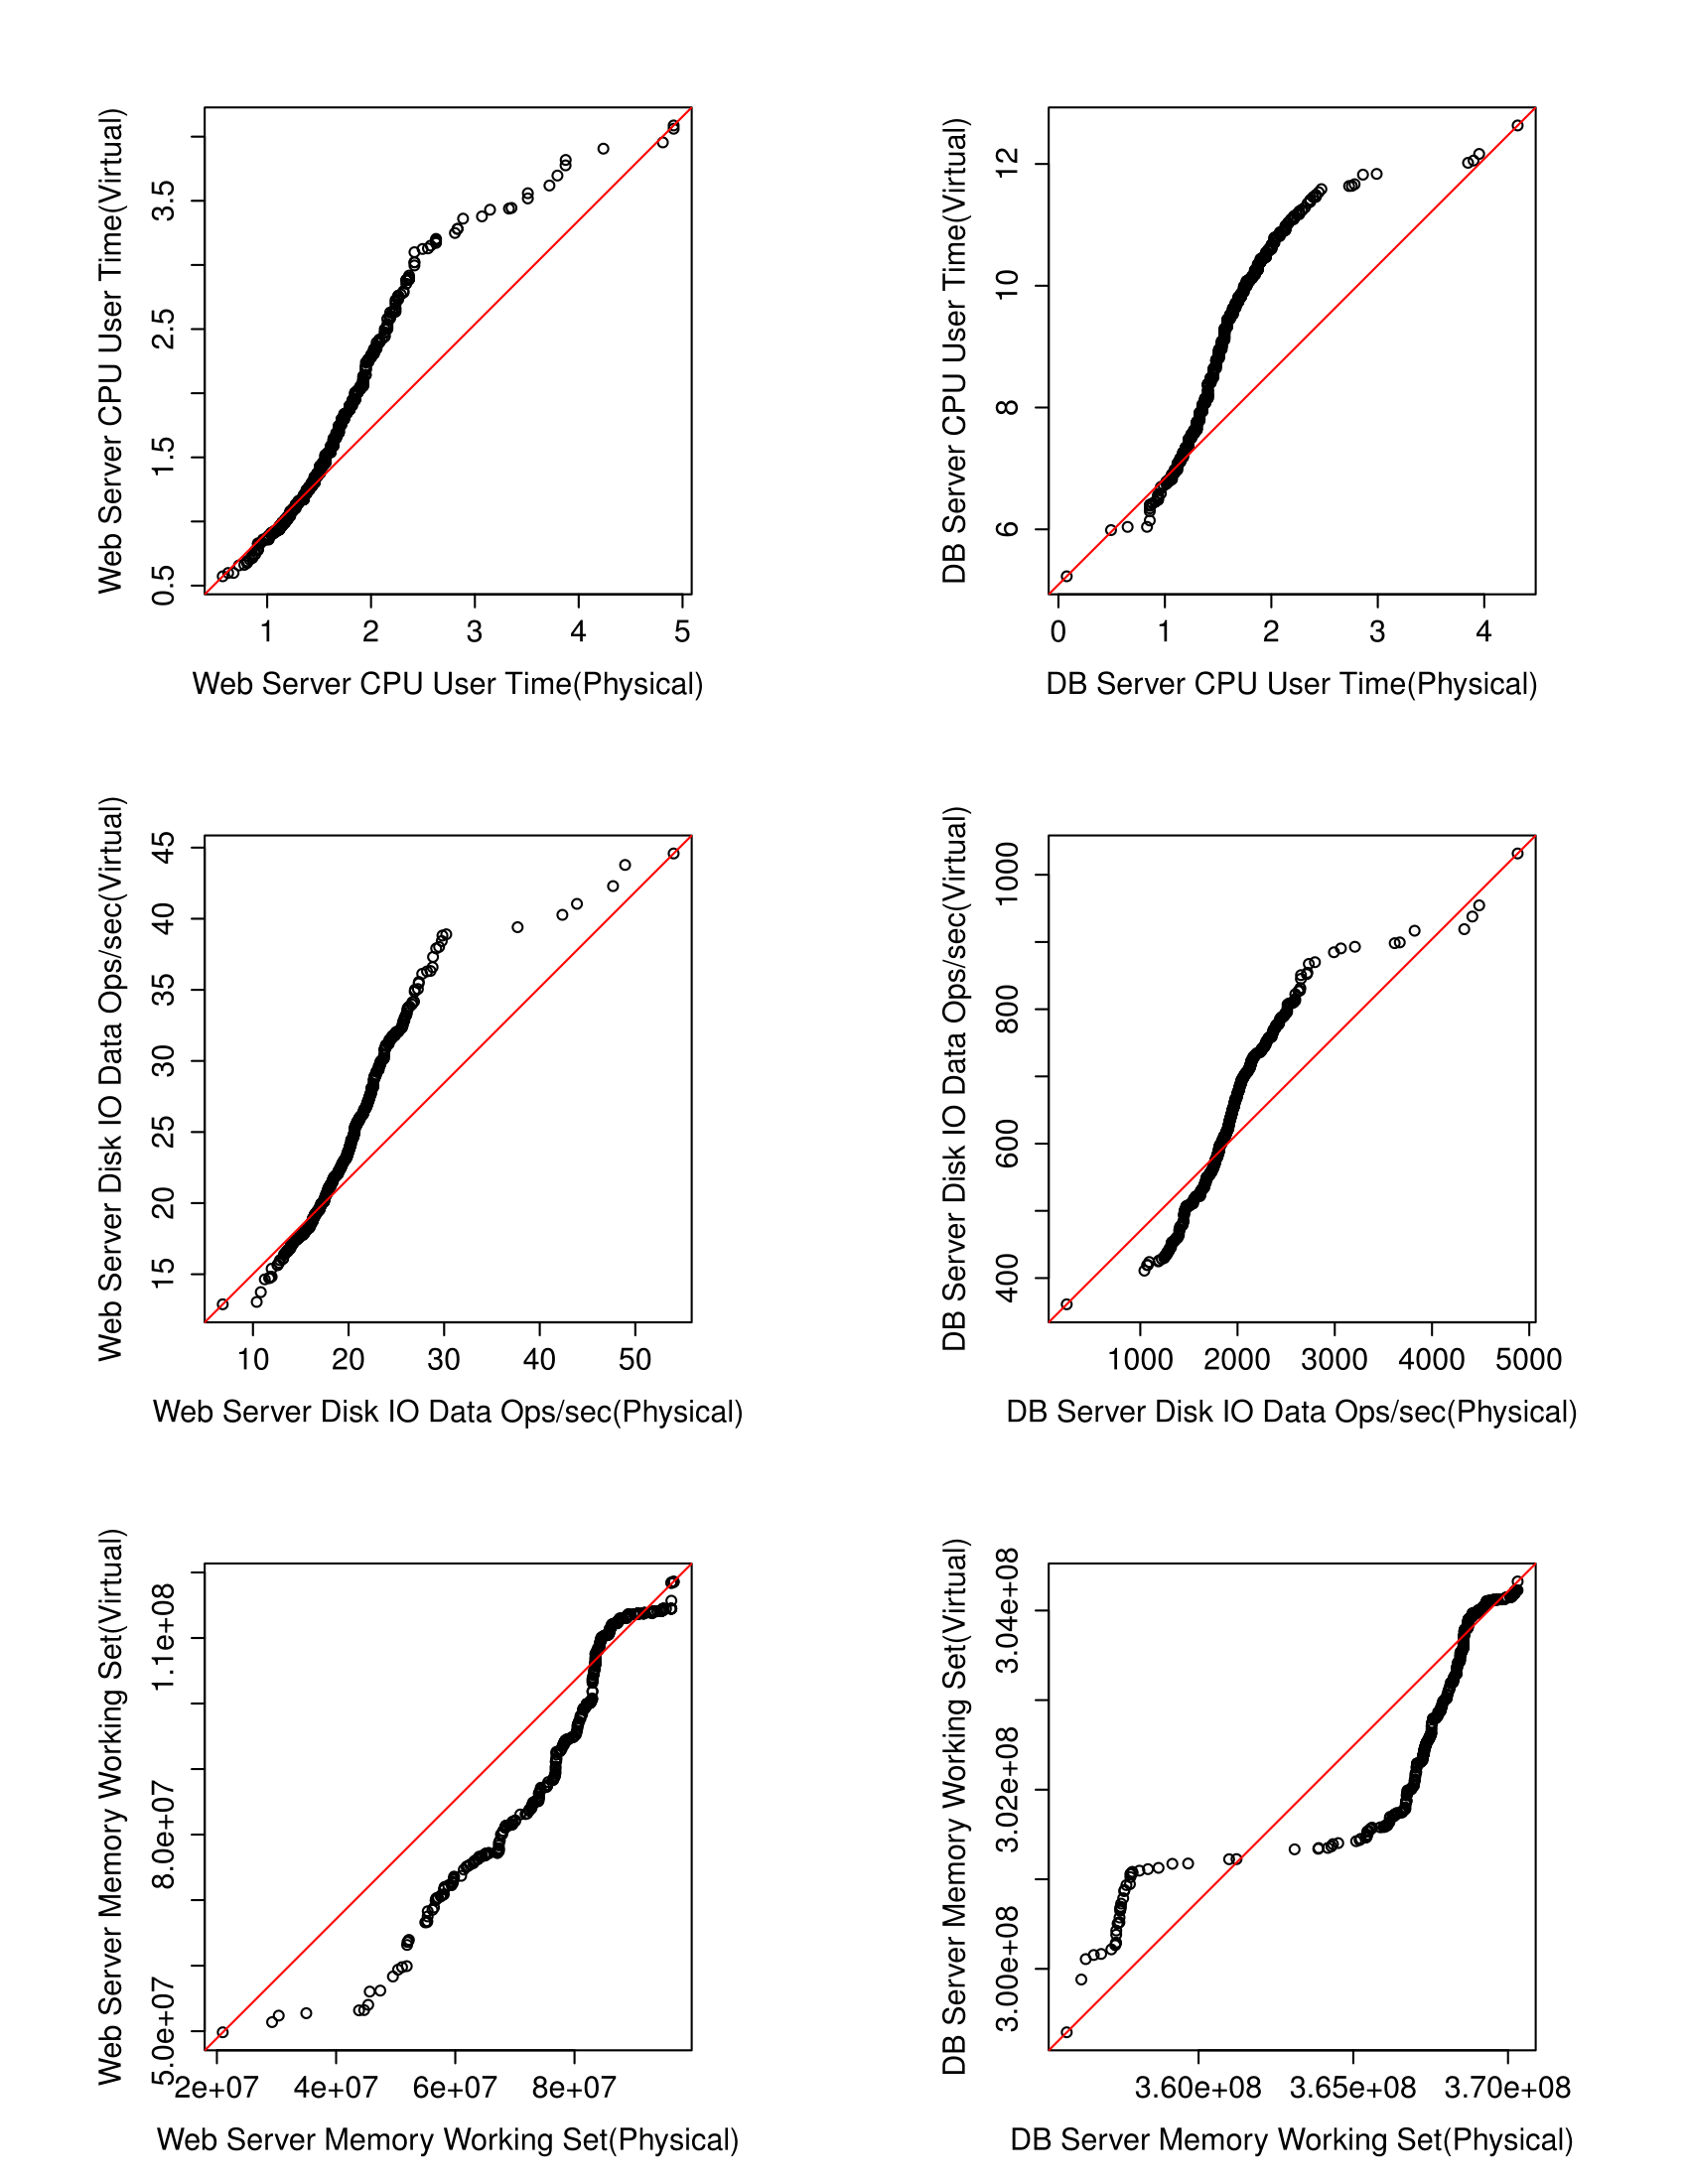 Web Server CPU User Time(Virtual)
0.5 1.5 2.5 3.5
1 2 3 4 5
Web Server CPU User Time(Physical)
DB Server CPU User Time(Virtual)
6 8 10 12
0 1 2 3 4
DB Server CPU User Time(Physical)
Web Server Disk IO Data Ops/sec(Virtual)
15 20 25 30 35 40 45
10 20 30 40 50
Web Server Disk IO Data Ops/sec(Physical)
DB Server Disk IO Data Ops/sec(Virtual)
400 600 800 1000
1000 2000 3000 4000 5000
DB Server Disk IO Data Ops/sec(Physical)
Web Server Memory Working Set(Virtual)
5.0e+07 8.0e+07 1.1e+08
2e+07 4e+07 6e+07 8e+07
Web Server Memory Working Set(Physical)
DB Server Memory Working Set(Virtual)
3.00e+08 3.02e+08 3.04e+08
3.60e+08 3.65e+08 3.70e+08
DB Server Memory Working Set(Physical)